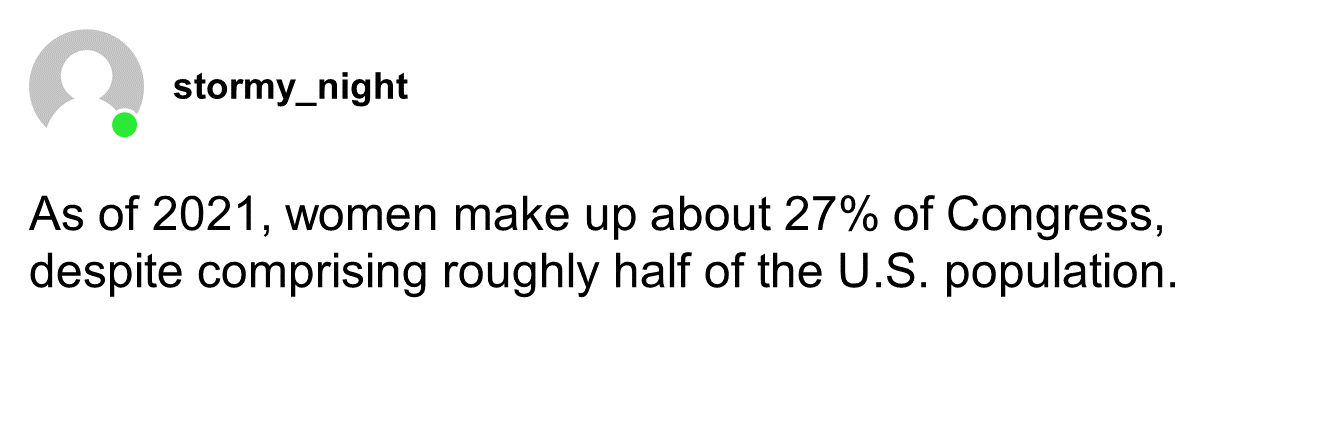 stormy_night
As of 2021, women make up about 27% of Congress,
despite comprising roughly half of the U.S. population.